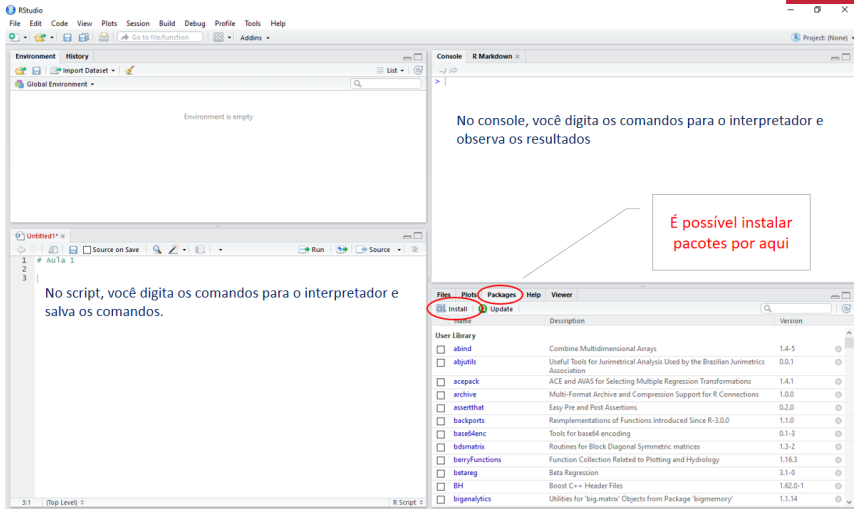 RStudio
File Edit Code View Plots Session Build Debug Profile Tools Help
Go to file/function Addins
Project: (None)
Environment History
Import Dataset List
Global Environment
Environment is empty
Console R Markdown
~/
>
No console, você digita os comandos para o interpretador e
observa os resultados
É possível instalar
pacotes por aqui
Untitled1*
Source on Save Run Source
1 # Aula 1
2
3
No script, você digita os comandos para o interpretador e
salva os comandos.
3:1 (Top Level) R Script
Files Plots Packages Help Viewer
Install Update
Name Description Version
User Library
abind Combine Multidimensional Arrays 1.4-5
abjutils Useful Tools for Jurimetrical Analysis Used by the Brazilian Jurimetrics 0.0.1
Association
acepack ACE and AVAS for Selecting Multiple Regression Transformations 1.4.1
archive Multi-Format Archive and Compression Support for R Connections 1.0.0
assertthat Easy Pre and Post Assertions 0.2.0
backports Reimplementations of Functions Introduced Since R-3.0.0 1.1.0
base64enc Tools for base64 encoding 0.1-3
bdsmatrix Routines for Block Diagonal Symmetric matrices 1.3-2
berryFunctions Function Collection Related to Plotting and Hydrology 1.16.3
betareg Beta Regression 3.1-0
BH Boost C++ Header Files 1.62.0-1
biganalytics Utilities for 'big.matrix' Objects from Package 'bigmemory' 1.1.14